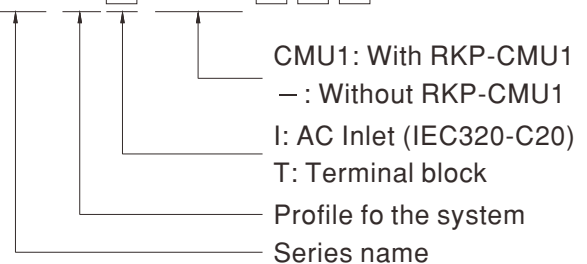 CMU1: With RKP-CMU1
– : Without RKP-CMU1
I: AC Inlet (IEC320-C20)
T: Terminal block
Profile fo the system
Series name